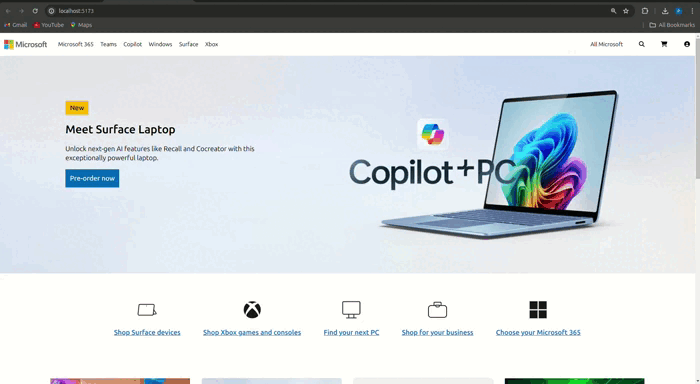 localhost:5173
Gmail YouTube Maps All Bookmarks
Microsoft Microsoft 365 Teams Copilot Windows Surface Xbox All Microsoft
New
Meet Surface Laptop
Unlock next-gen AI features like Recall and Cocreator with this
exceptionally powerful laptop.
Pre-order now
Copilot+PC
Shop Surface devices Shop Xbox games and consoles Find your next PC Shop for your business Choose your Microsoft 365